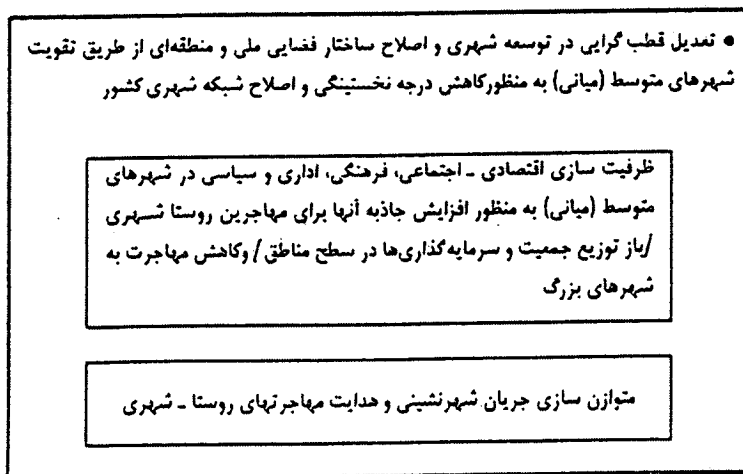 ● تعدیل قطب گرایی در توسعه شهری و اصلاح ساختار فضایی ملی و منطقه‌ای از طریق تقویت
شهرهای متوسط (میانی) به منظور کاهش درجه نخستینگی و اصلاح شبکه شهری کشور
ظرفیت سازی اقتصادی ـ اجتماعی، فرهنگی، اداری و سیاسی در شهرهای
متوسط (میانی) به منظور افزایش جاذبه آنها برای مهاجرین روستا شهری
/باز توزیع جمعیت و سرمایه‌گذاری‌ها در سطح مناطق/ وکاهش مهاجرت به
شهرهای بزرگ
متوازن سازی جریان شهرنشینی و هدایت مهاجرتهای روستا ـ شهری